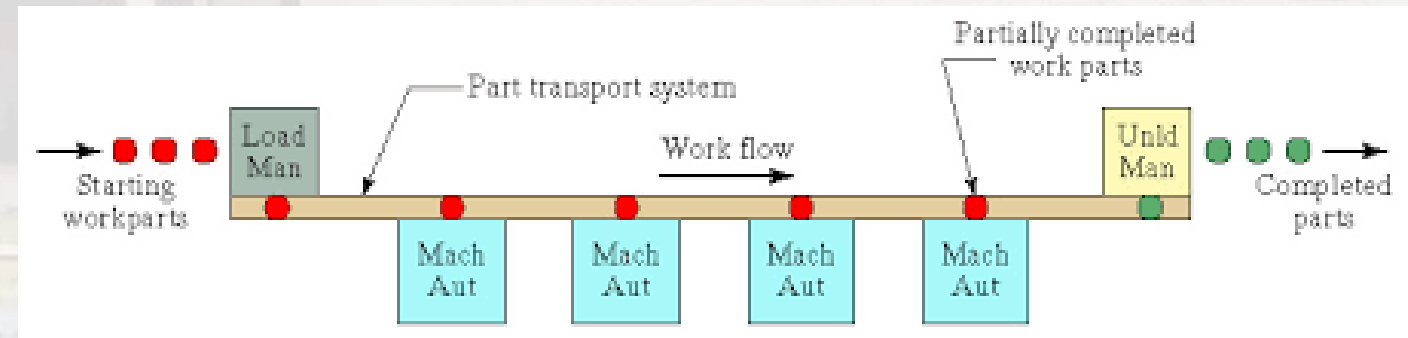 Partially completed
work parts
Part transport system
Load
Man
Unld
Man
Work flow
Starting
workparts
Completed
parts
Mach
Aut
Mach
Aut
Mach
Aut
Mach
Aut